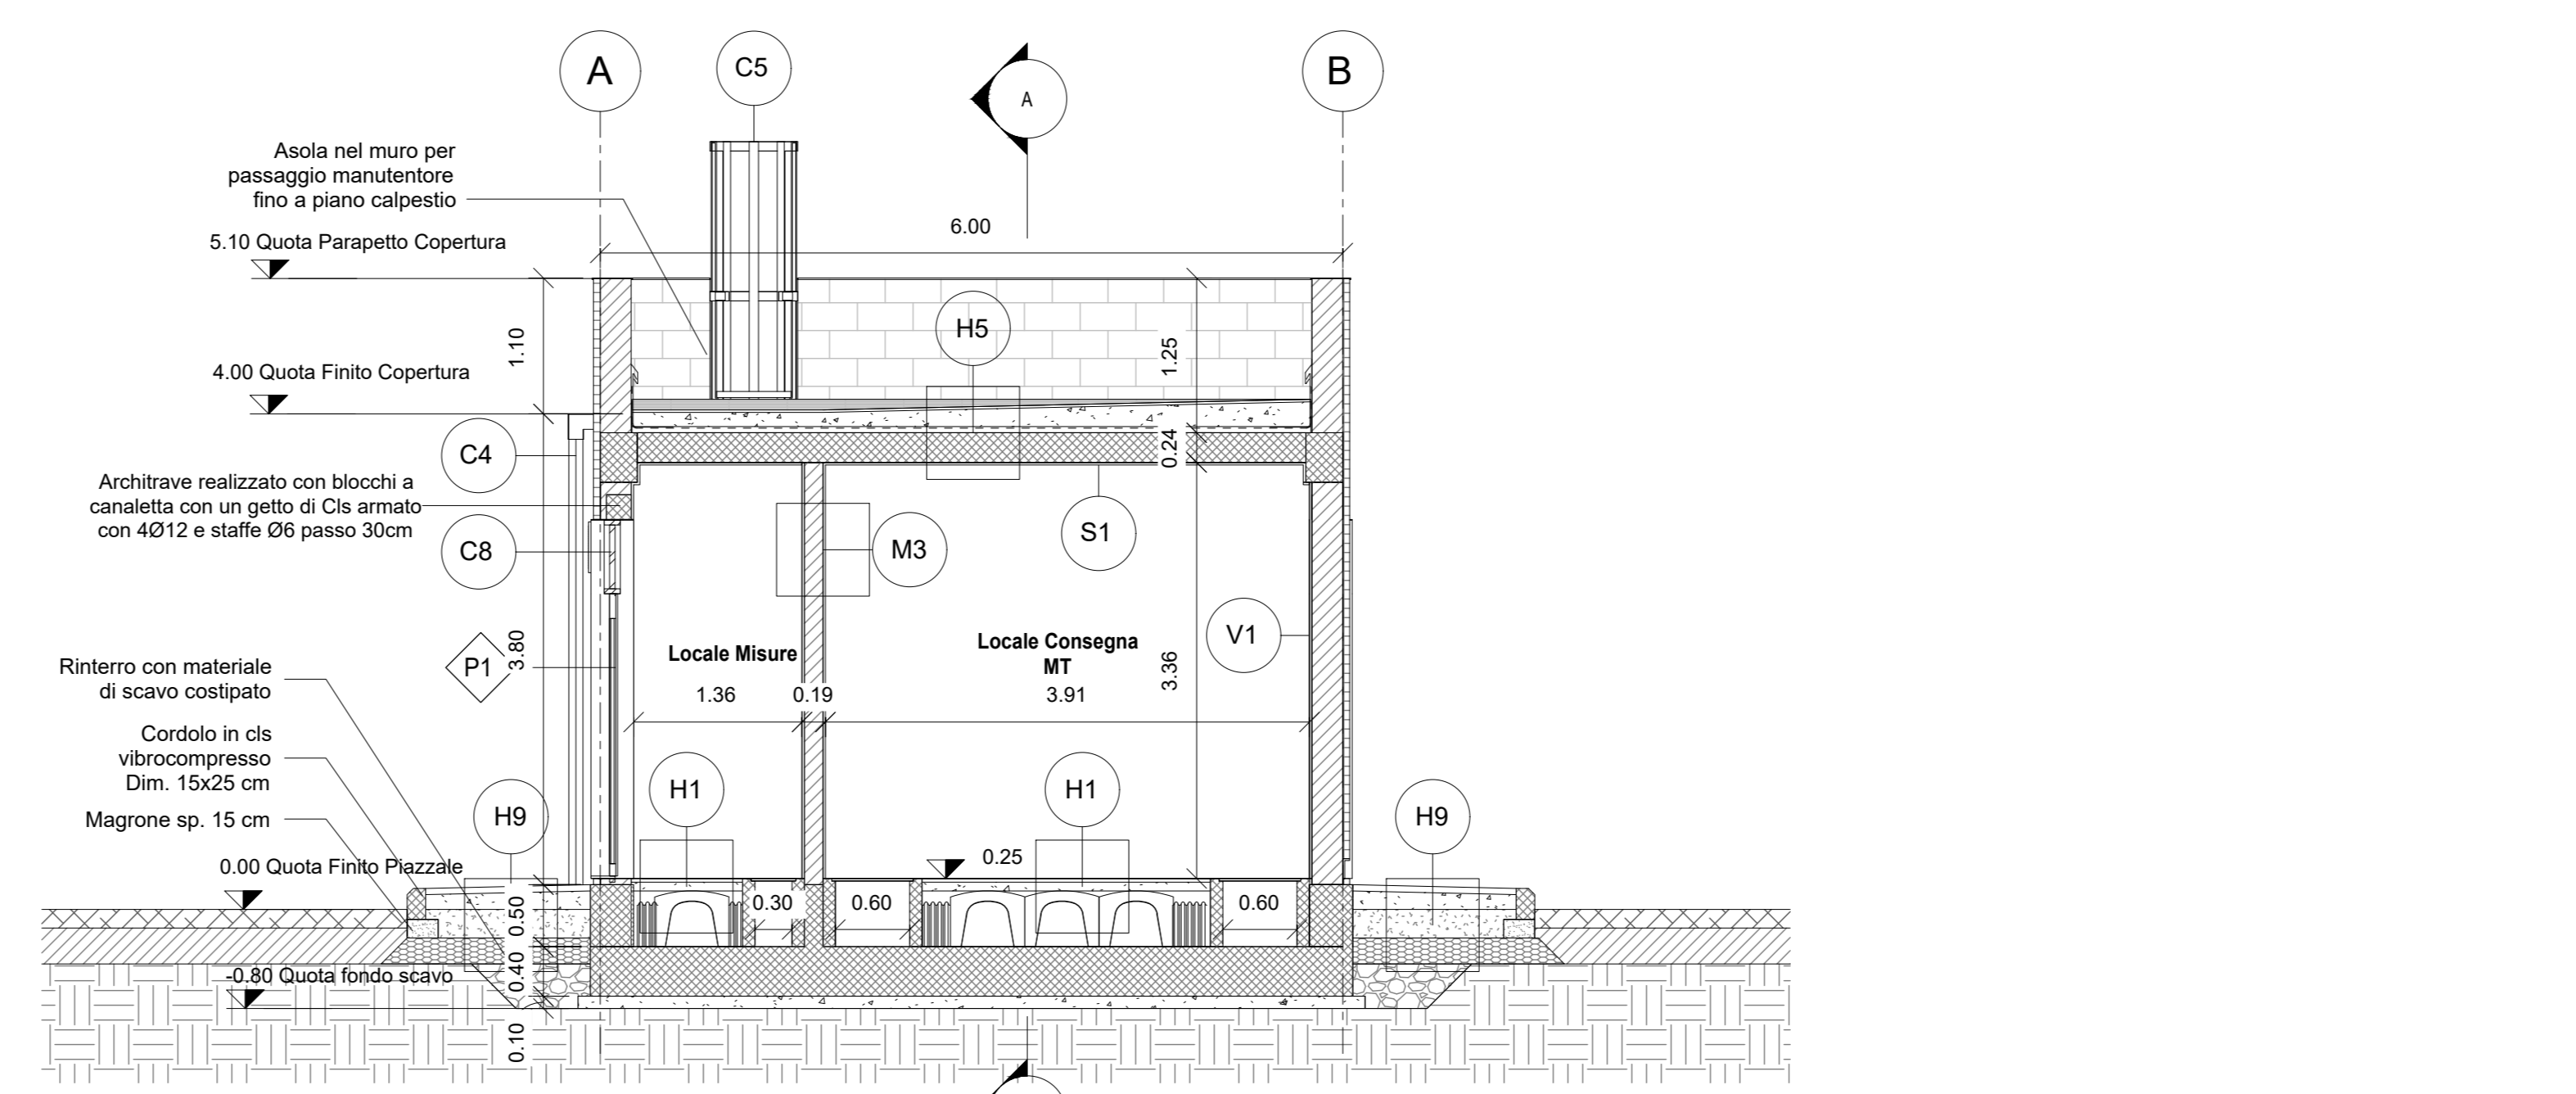 A
C5
A
B
Asola nel muro per
passaggio manutentore
fino a piano calpestio
6.00
5.10 Quota Parapetto Copertura
H5
1.10
1.25
4.00 Quota Finito Copertura
C4
0.24
Architrave realizzato con blocchi a
canaletta con un getto di Cls armato
con 4Ø12 e staffe Ø6 passo 30cm
C8
M3
S1
V1
P1
3.80
Locale Misure
Locale Consegna
MT
3.36
1.36
0.19
3.91
Rinterro con materiale
di scavo costipato
Cordolo in cls
vibrocompresso
Dim. 15x25 cm
Magrone sp. 15 cm
H9
H1
H1
H9
0.25
0.00 Quota Finito Piazzale
0.50
0.30
0.60
0.60
0.40
-0.80 Quota fondo scavo
0.10